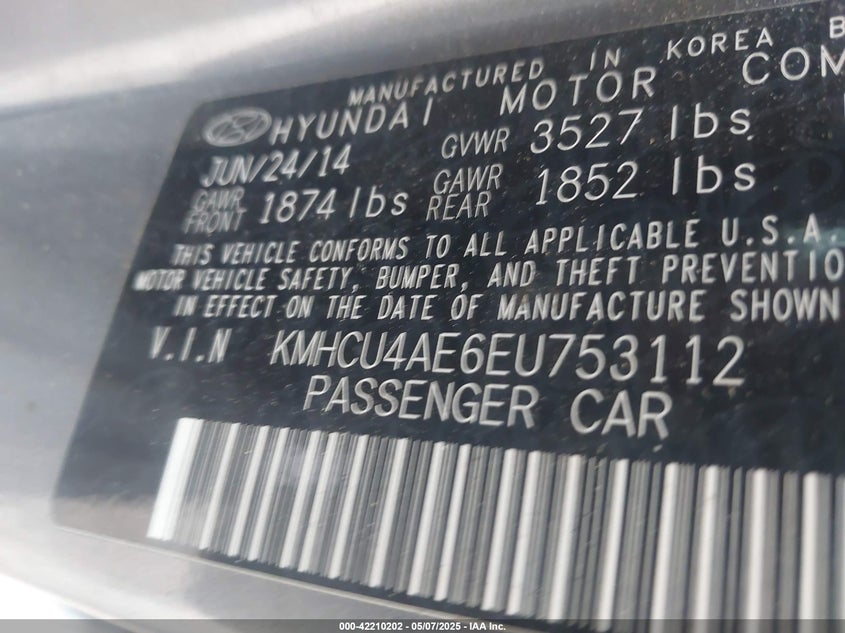 MANUFACTURED IN KOREA B
HYUNDAI MOTOR COM
JUN/24/14 GVWR 3527 lbs
GAWR FRONT 1874 lbs GAWR REAR 1852 lbs
THIS VEHICLE CONFORMS TO ALL APPLICABLE U.S.A.
MOTOR VEHICLE SAFETY, BUMPER, AND THEFT PREVENTIO
IN EFFECT ON THE DATE OF MANUFACTURE SHOWN
V.I.N KMHCU4AE6EU753112
PASSENGER CAR
000-42210202 - 05/07/2025 - IAA Inc.